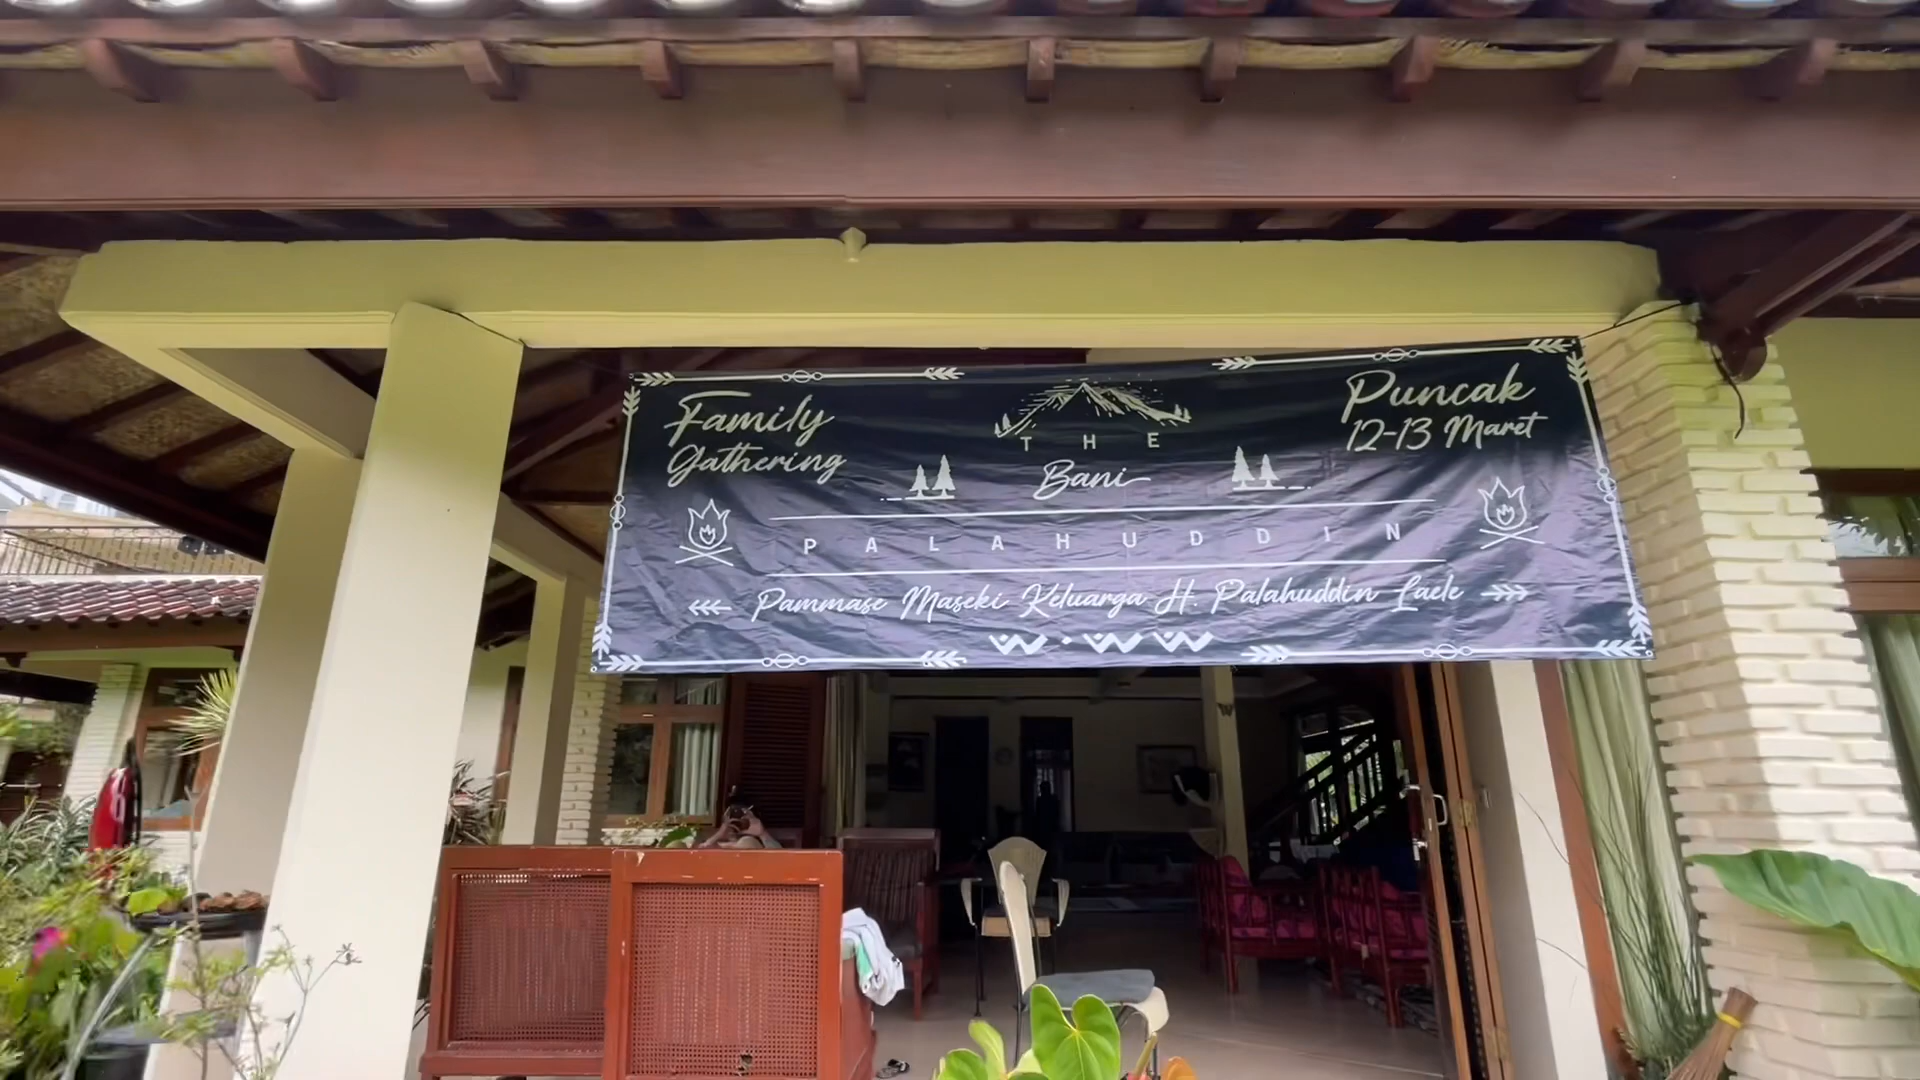 Family
Gathering
THE
Bani
PALAHUDDIN
Pammase Maseki Keluarga H. Palahuddin Laele
Puncak
12-13 Maret